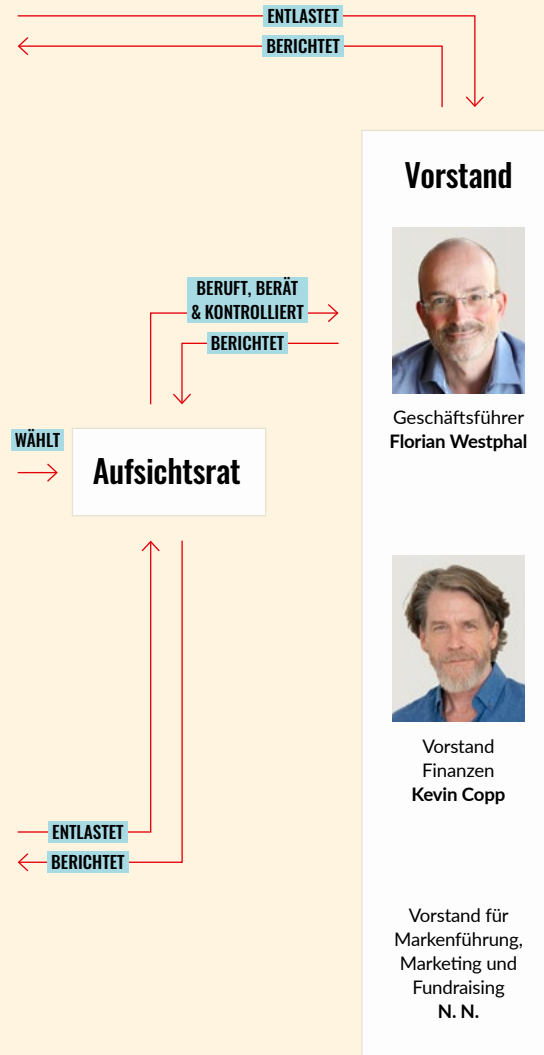 ENTLASTET
BERICHTET
Vorstand
BERUFT, BERÄT
& KONTROLLIERT
BERICHTET
Geschäftsführer
Florian Westphal
WÄHLT
Aufsichtsrat
Vorstand
Finanzen
Kevin Copp
ENTLASTET
BERICHTET
Vorstand für
Markenführung,
Marketing und
Fundraising
N. N.